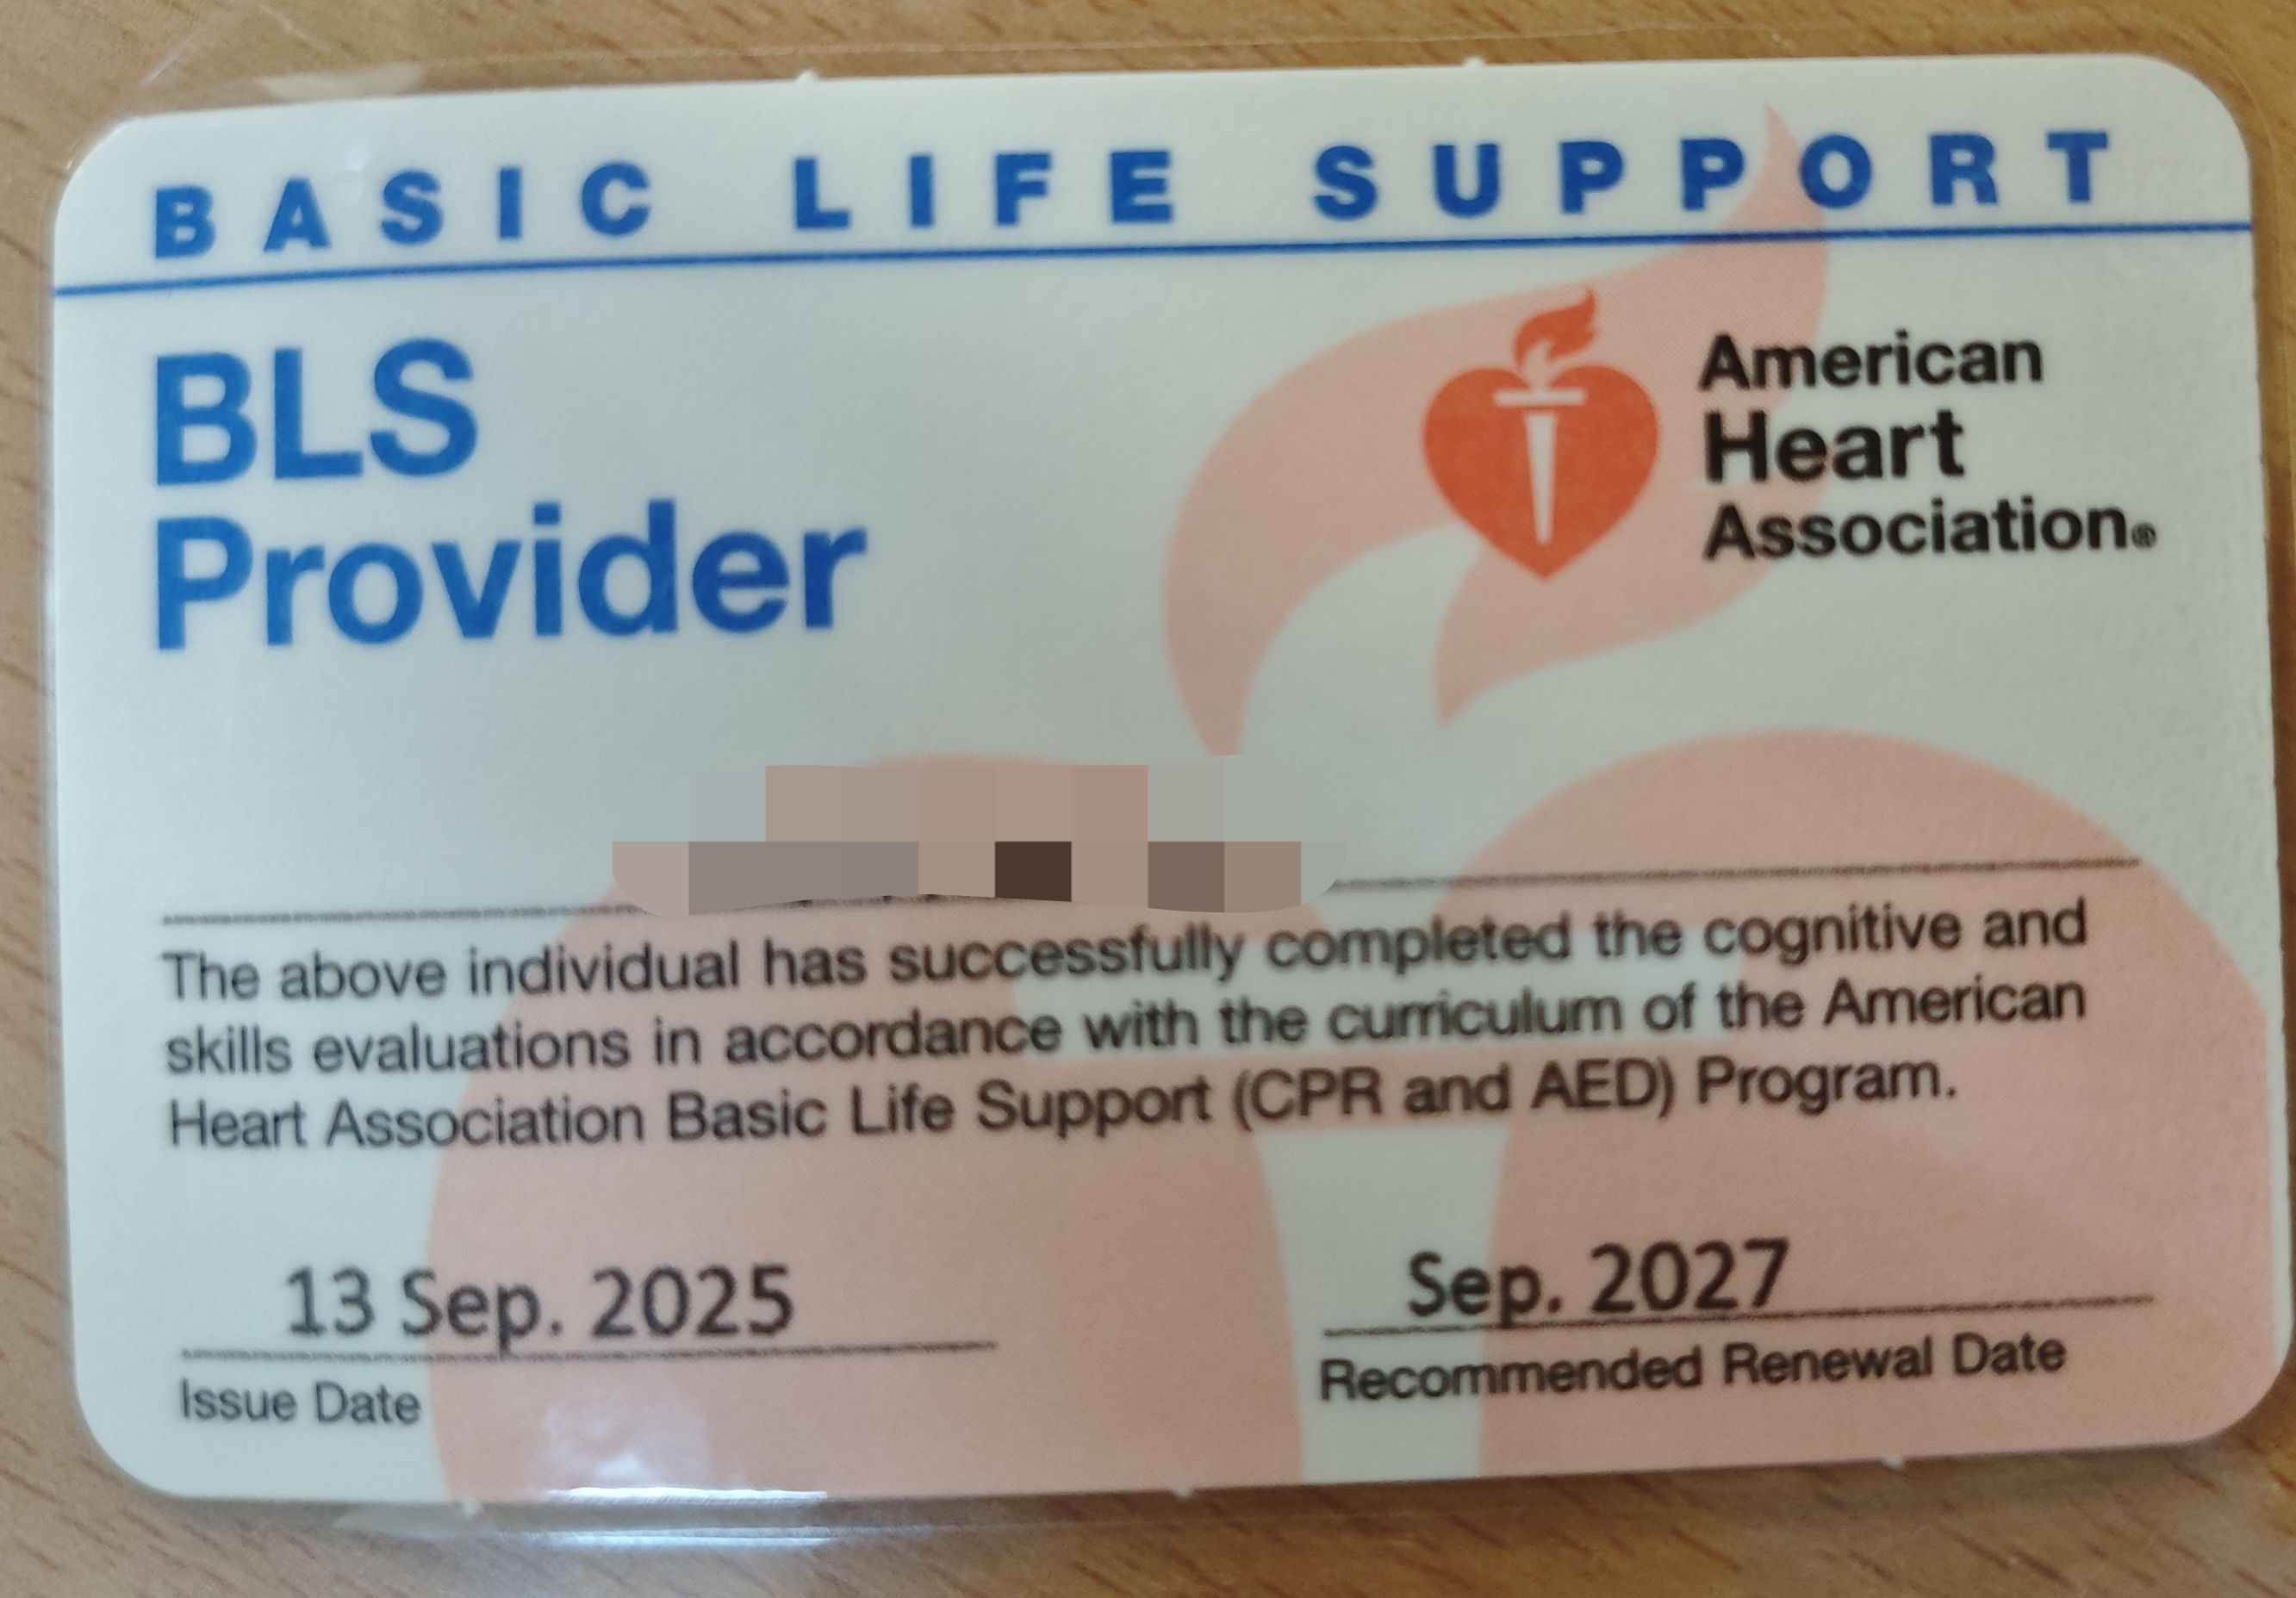 BASIC LIFE SUPPORT
BLS
Provider
American
Heart
Association®
The above individual has successfully completed the cognitive and
skills evaluations in accordance with the curriculum of the American
Heart Association Basic Life Support (CPR and AED) Program.
13 Sep. 2025
Issue Date
Sep. 2027
Recommended Renewal Date